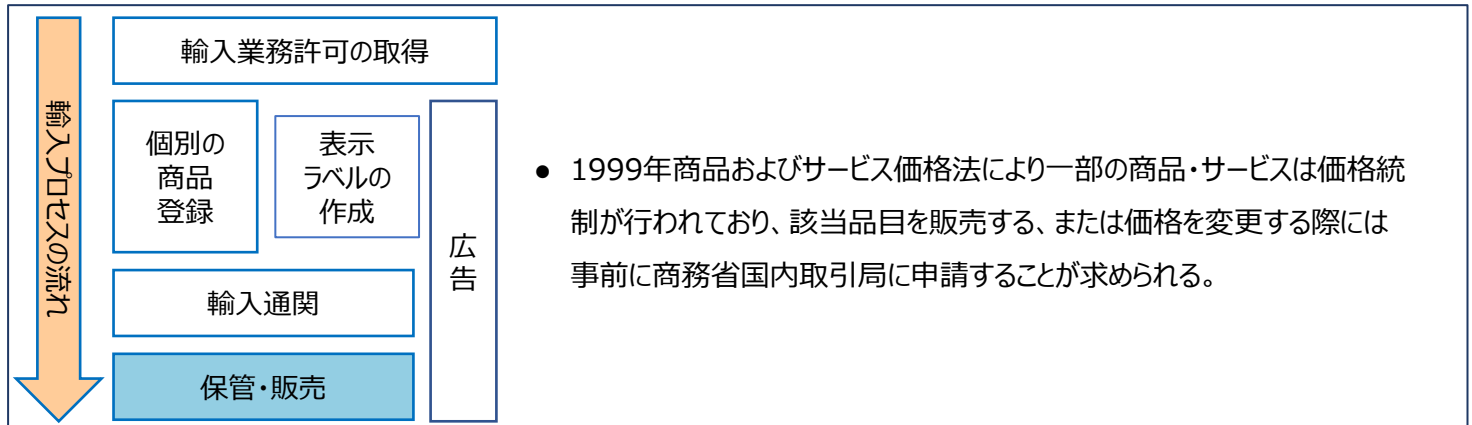 輸入プロセスの流れ
輸入業務許可の取得
個別の
商品
登録
表示
ラベルの
作成
広告
輸入通関
保管・販売
● 1999年商品およびサービス価格法により一部の商品・サービスは価格統
制が行われており、該当品目を販売する、または価格を変更する際には
事前に商務省国内取引局に申請することが求められる。